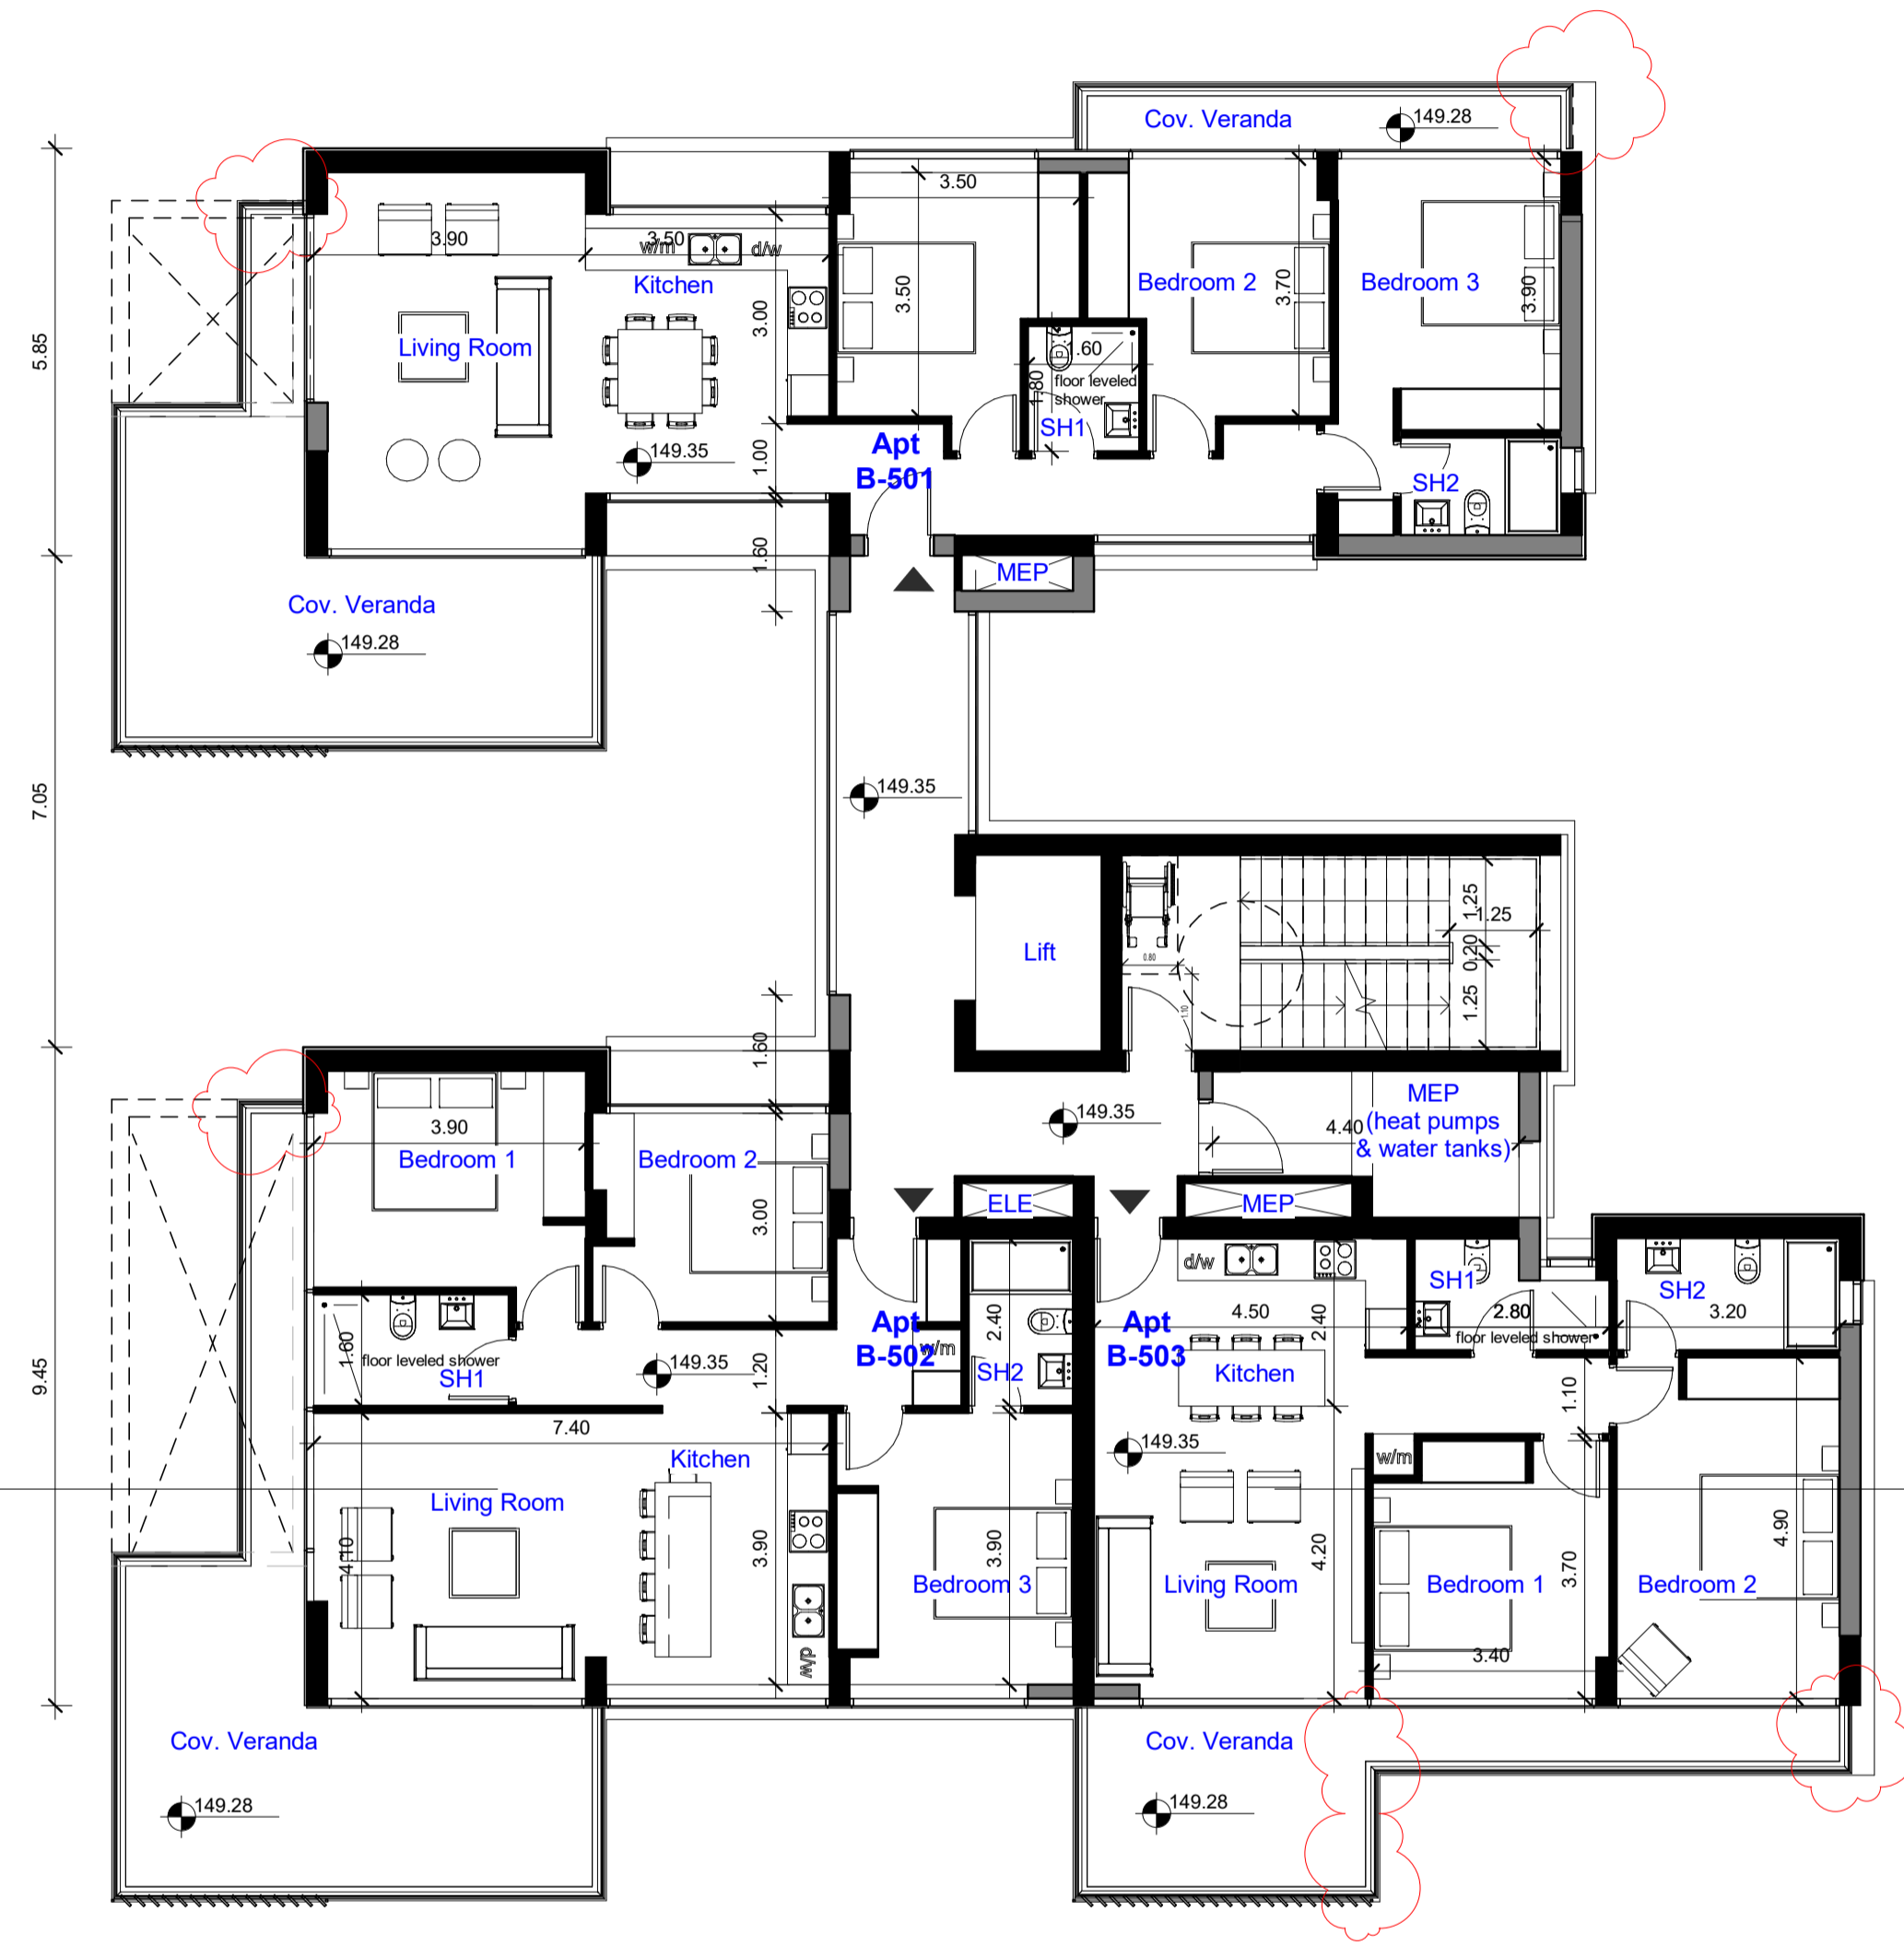 Cov. Veranda
149.28
3.50
3.90
3.50
w/m
d/w
Kitchen
3.50
Bedroom 2
3.70
Bedroom 3
3.90
3.00
Living Room
5.85
1.60
floor leveled
shower
1.80
SH1
Apt
B-501
149.35
1.00
SH2
1.60
MEP
Cov. Veranda
149.28
7.05
149.35
1.25
1.25
0.20
1.25
Lift
0.80
1.10
1.60
149.35
MEP
(heat pumps
& water tanks)
4.40
3.90
Bedroom 1
Bedroom 2
3.00
ELE
MEP
d/w
SH1
SH2
4.50
2.40
2.80
3.20
floor leveled shower
Apt
B-502
w/m
2.40
SH2
Apt
B-503
Kitchen
1.60
floor leveled shower
SH1
149.35
1.20
9.45
1.10
7.40
Kitchen
149.35
w/m
Living Room
4.10
3.90
3.90
4.20
3.70
4.90
Bedroom 3
Living Room
Bedroom 1
Bedroom 2
d/w
3.40
Cov. Veranda
Cov. Veranda
149.28
149.28